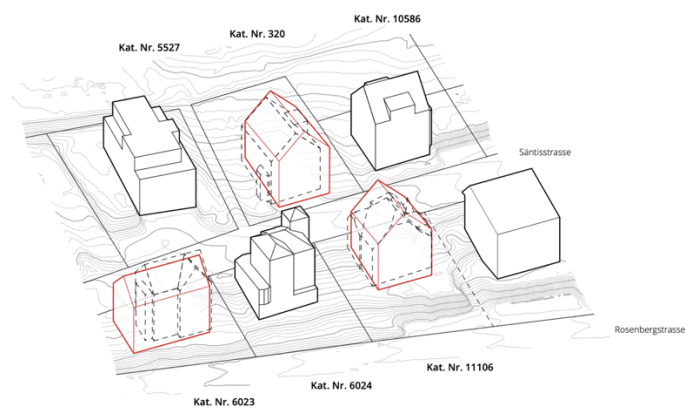 Kat. Nr. 10586
Kat. Nr. 320
Kat. Nr. 5527
Säntisstrasse
Rosenbergstrasse
Kat. Nr. 11106
Kat. Nr. 6024
Kat. Nr. 6023